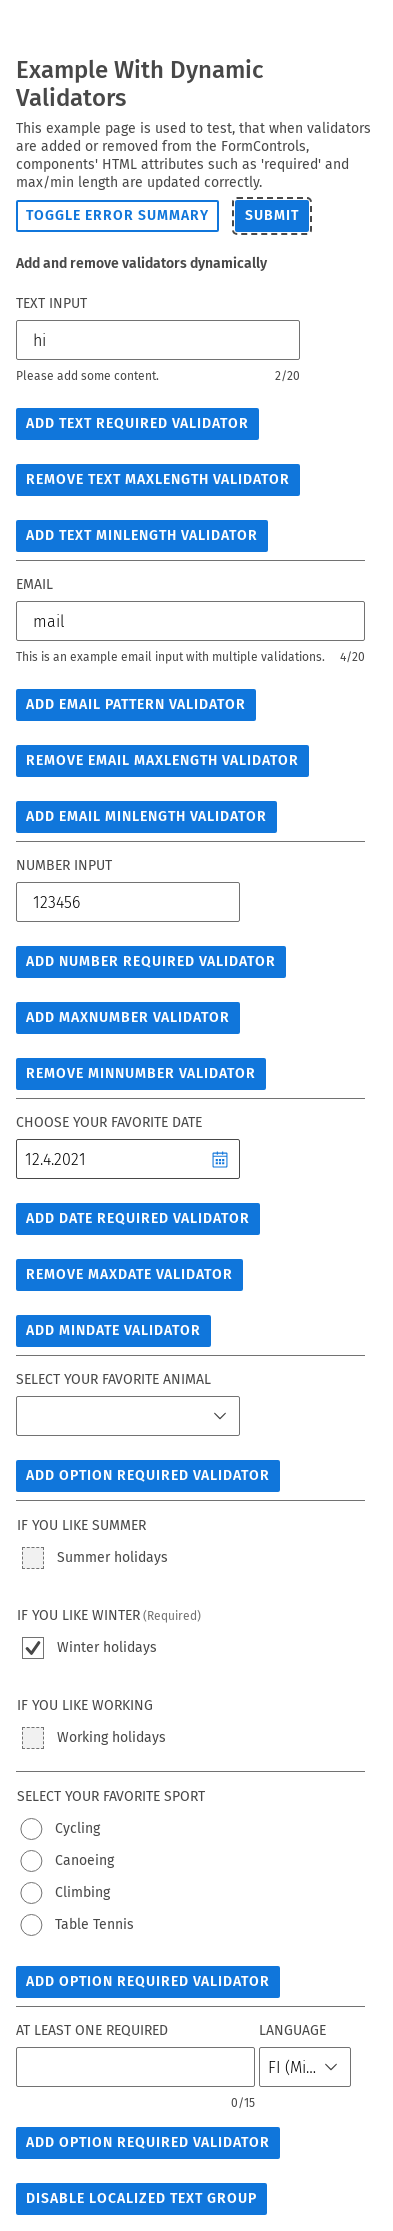 Example With Dynamic
Validators
This example page is used to test, that when validators
are added or removed from the FormControls,
components' HTML attributes such as 'required' and
max/min length are updated correctly.
TOGGLE ERROR SUMMARY SUBMIT
Add and remove validators dynamically
TEXT INPUT
hi
Please add some content. 2/20
ADD TEXT REQUIRED VALIDATOR
REMOVE TEXT MAXLENGTH VALIDATOR
ADD TEXT MINLENGTH VALIDATOR
EMAIL
mail
This is an example email input with multiple validations. 4/20
ADD EMAIL PATTERN VALIDATOR
REMOVE EMAIL MAXLENGTH VALIDATOR
ADD EMAIL MINLENGTH VALIDATOR
NUMBER INPUT
123456
ADD NUMBER REQUIRED VALIDATOR
ADD MAXNUMBER VALIDATOR
REMOVE MINNUMBER VALIDATOR
CHOOSE YOUR FAVORITE DATE
12.4.2021
ADD DATE REQUIRED VALIDATOR
REMOVE MAXDATE VALIDATOR
ADD MINDATE VALIDATOR
SELECT YOUR FAVORITE ANIMAL
ADD OPTION REQUIRED VALIDATOR
IF YOU LIKE SUMMER
Summer holidays
IF YOU LIKE WINTER (Required)
Winter holidays
IF YOU LIKE WORKING
Working holidays
SELECT YOUR FAVORITE SPORT
Cycling
Canoeing
Climbing
Table Tennis
ADD OPTION REQUIRED VALIDATOR
AT LEAST ONE REQUIRED LANGUAGE
FI (Mi...
0/15
ADD OPTION REQUIRED VALIDATOR
DISABLE LOCALIZED TEXT GROUP